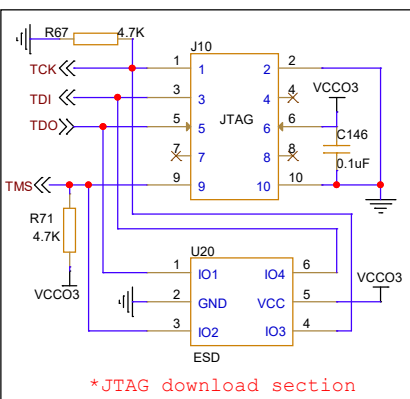 R67 4.7K
J10
TCK 1 1 2 2
VCCO3
TDI 3 3 4 4
TDO 5 5 6 6
JTAG
C146
7 7 8 8
0.1uF
TMS 9 9 10 10
R71
4.7K
U20
VCCO3
1 IO1 IO4 6
VCCO3
2 GND VCC 5
3 IO2 IO3 4
ESD
*JTAG download section